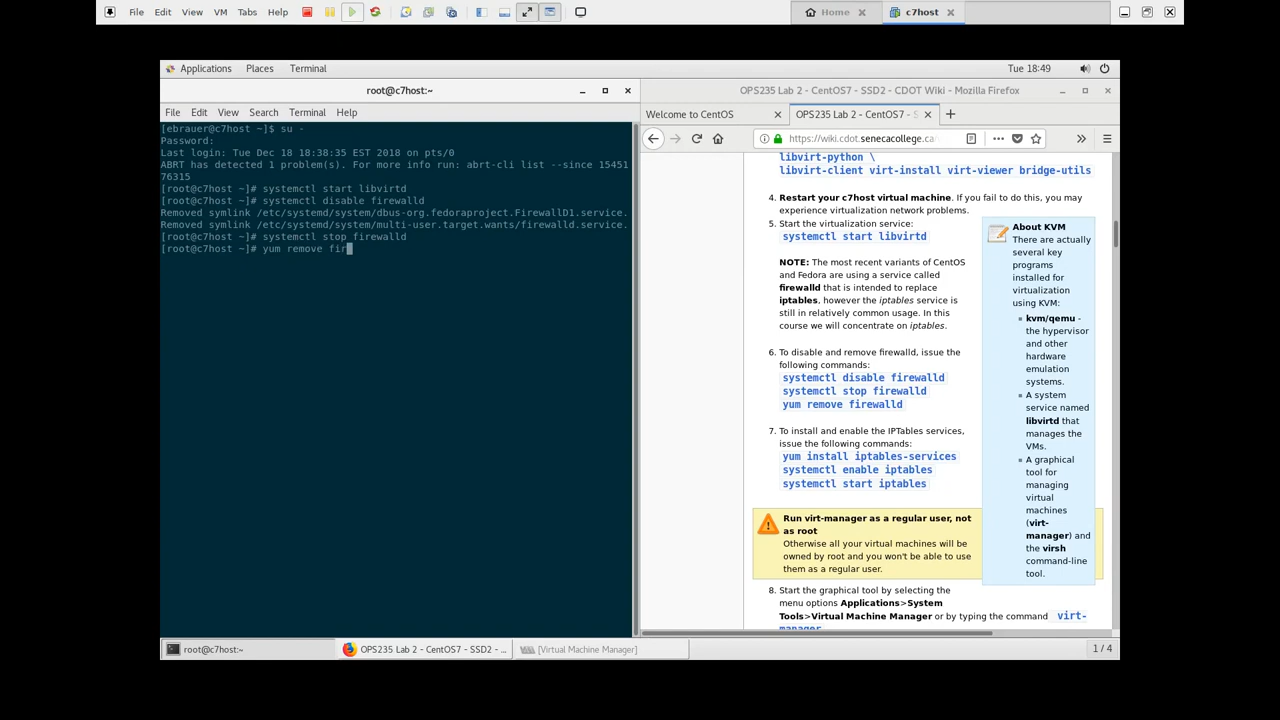 File Edit View VM Tabs Help
Home
c7host
Applications Places Terminal
Tue 18:49
root@c7host:~
File Edit View Search Terminal Help
[ebrauer@c7host ~]$ su -
Password:
Last login: Tue Dec 18 18:38:35 EST 2018 on pts/0
ABRT has detected 1 problem(s). For more info run: abrt-cli list --since 15451
76315
[root@c7host ~]# systemctl start libvirtd
[root@c7host ~]# systemctl disable firewalld
Removed symlink /etc/systemd/system/dbus-org.fedoraproject.FirewallD1.service.
Removed symlink /etc/systemd/system/multi-user.target.wants/firewalld.service.
[root@c7host ~]# systemctl stop firewalld
[root@c7host ~]# yum remove fir
OPS235 Lab 2 - CentOS7 - SSD2 - CDOT Wiki - Mozilla Firefox
Welcome to CentOS
OPS235 Lab 2 - CentOS7 - S
https://wiki.cdot.senecacollege.ca
libvirt-python \
libvirt-client virt-install virt-viewer bridge-utils
4. Restart your c7host virtual machine. If you fail to do this, you may
experience virtualization network problems.
5. Start the virtualization service:
systemctl start libvirtd
NOTE: The most recent variants of CentOS
and Fedora are using a service called
firewalld that is intended to replace
iptables, however the iptables service is
still in relatively common usage. In this
course we will concentrate on iptables.
6. To disable and remove firewalld, issue the
following commands:
systemctl disable firewalld
systemctl stop firewalld
yum remove firewalld
7. To install and enable the IPTables services,
issue the following commands:
yum install iptables-services
systemctl enable iptables
systemctl start iptables
About KVM
There are actually
several key
programs
installed for
virtualization
using KVM:
kvm/qemu -
the hypervisor
and other
hardware
emulation
systems.
A system
service named
libvirtd that
manages the
VMs.
A graphical
tool for
managing
virtual
machines
(virt-
manager) and
the virsh
command-line
tool.
Run virt-manager as a regular user, not
as root
Otherwise all your virtual machines will be
owned by root and you won't be able to use
them as a regular user.
8. Start the graphical tool by selecting the
menu options Applications>System
Tools>Virtual Machine Manager or by typing the command virt-
manager
root@c7host:~
OPS235 Lab 2 - CentOS7 - SSD2 - ...
[Virtual Machine Manager]
1 / 4